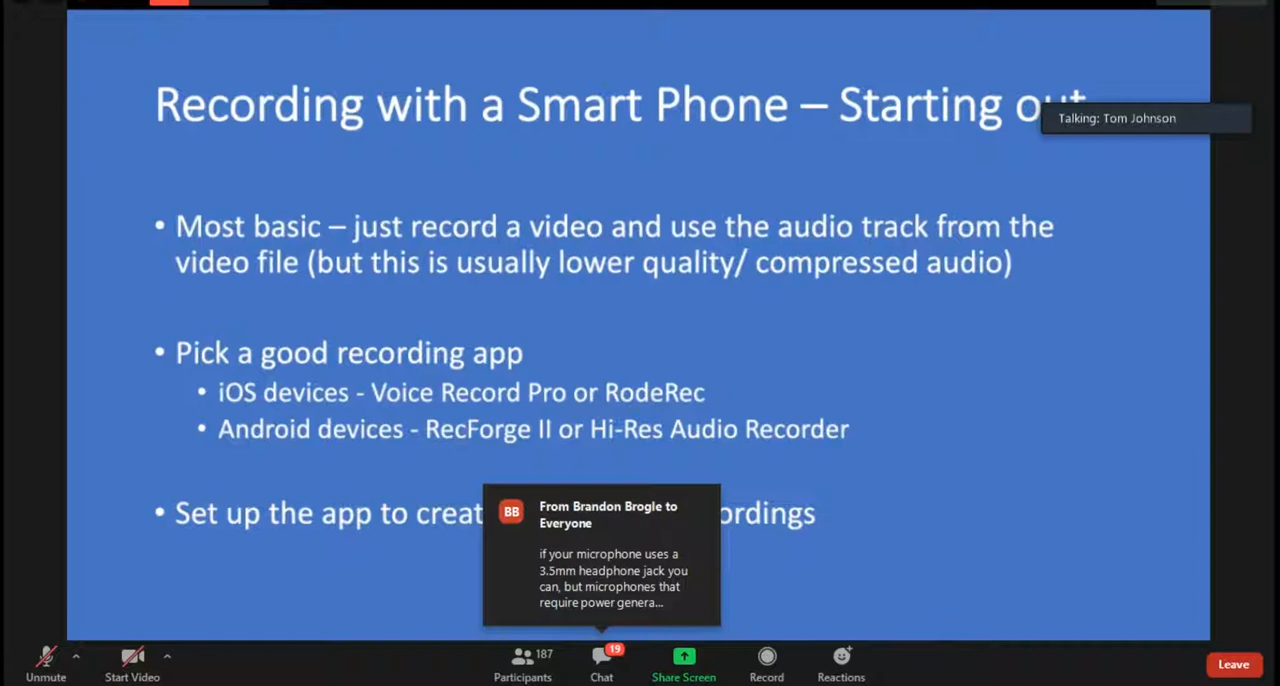 Recording with a Smart Phone – Starting out
Talking: Tom Johnson
• Most basic – just record a video and use the audio track from the
video file (but this is usually lower quality/ compressed audio)
• Pick a good recording app
• iOS devices - Voice Record Pro or RodeRec
• Android devices - RecForge II or Hi-Res Audio Recorder
• Set up the app to creat ordings
BB
From Brandon Brogle to
Everyone
if your microphone uses a
3.5mm headphone jack you
can, but microphones that
require power genera...
Unmute
Start Video
187
Participants
19
Chat
Share Screen
Record
Reactions
Leave